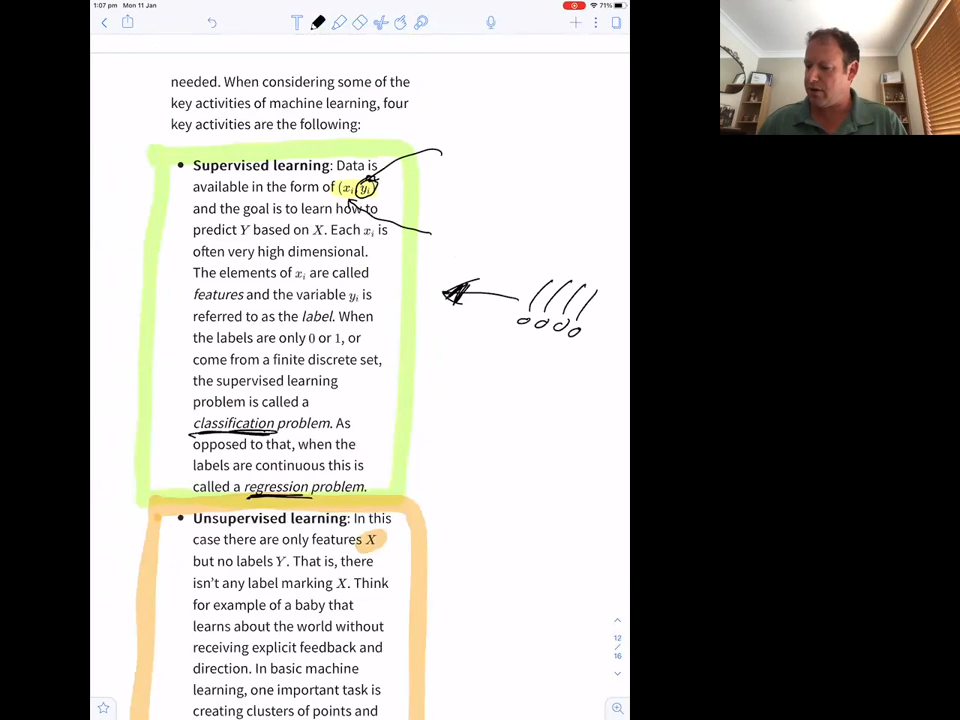 1:07 pm Mon 11 Jan
71%
needed. When considering some of the
key activities of machine learning, four
key activities are the following:
• Supervised learning: Data is
available in the form of (xᵢ, yᵢ)
and the goal is to learn how to
predict Y based on X. Each xᵢ is
often very high dimensional.
The elements of xᵢ are called
features and the variable yᵢ is
referred to as the label. When
the labels are only 0 or 1, or
come from a finite discrete set,
the supervised learning
problem is called a
classification problem. As
opposed to that, when the
labels are continuous this is
called a regression problem.
• Unsupervised learning: In this
case there are only features X
but no labels Y. That is, there
isn't any label marking X. Think
for example of a baby that
learns about the world without
receiving explicit feedback and
direction. In basic machine
learning, one important task is
creating clusters of points and
12
/
16